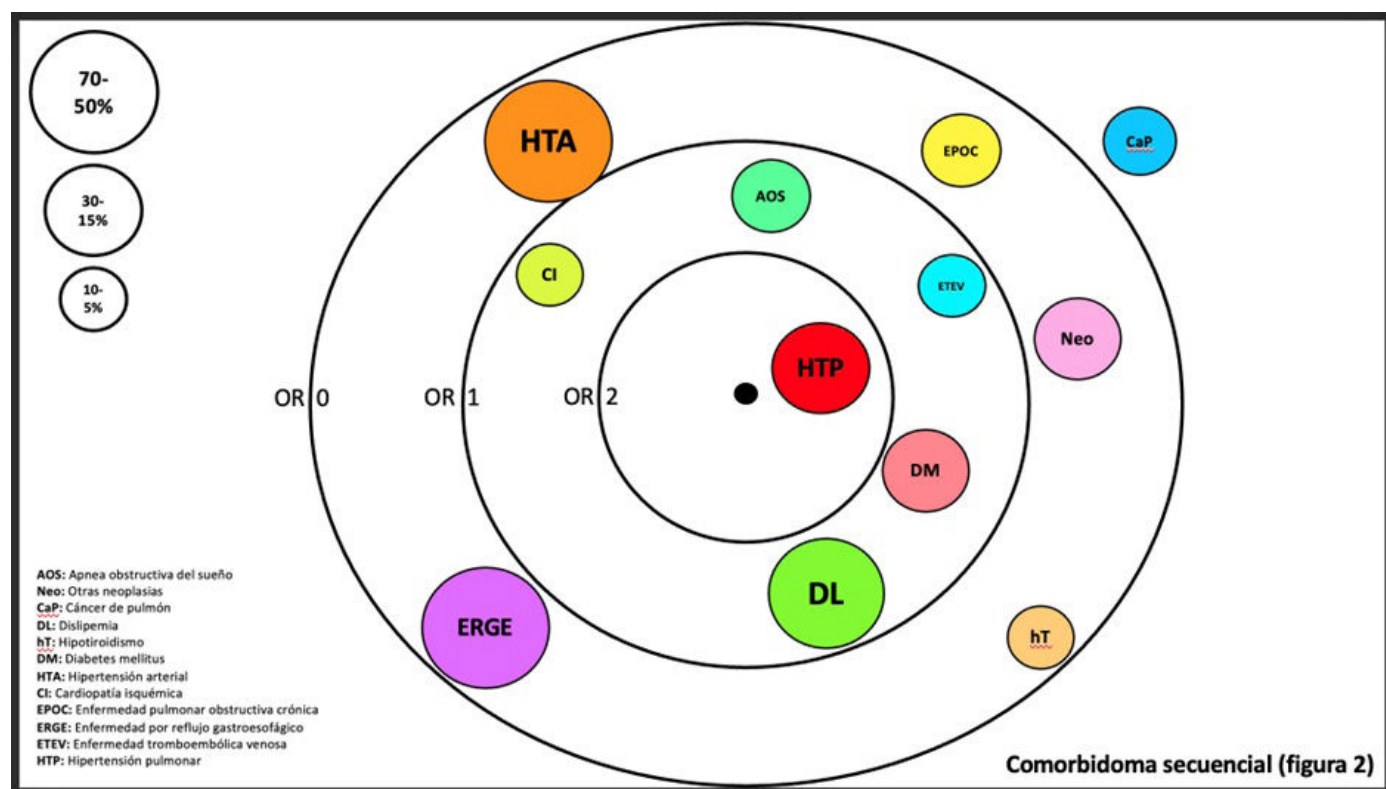 70-
50%
30-
15%
10-
5%
HTA
EPOC
CaP
AOS
CI
ETEV
Neo
HTP
OR 0
OR 1
OR 2
DM
DL
ERGE
hT
AOS: Apnea obstructiva del sueño
Neo: Otras neoplasias
CaP: Cáncer de pulmón
DL: Dislipemia
hT: Hipotiroidismo
DM: Diabetes mellitus
HTA: Hipertensión arterial
CI: Cardiopatía isquémica
EPOC: Enfermedad pulmonar obstructiva crónica
ERGE: Enfermedad por reflujo gastroesofágico
ETEV: Enfermedad tromboembólica venosa
HTP: Hipertensión pulmonar
Comorbidoma secuencial (figura 2)